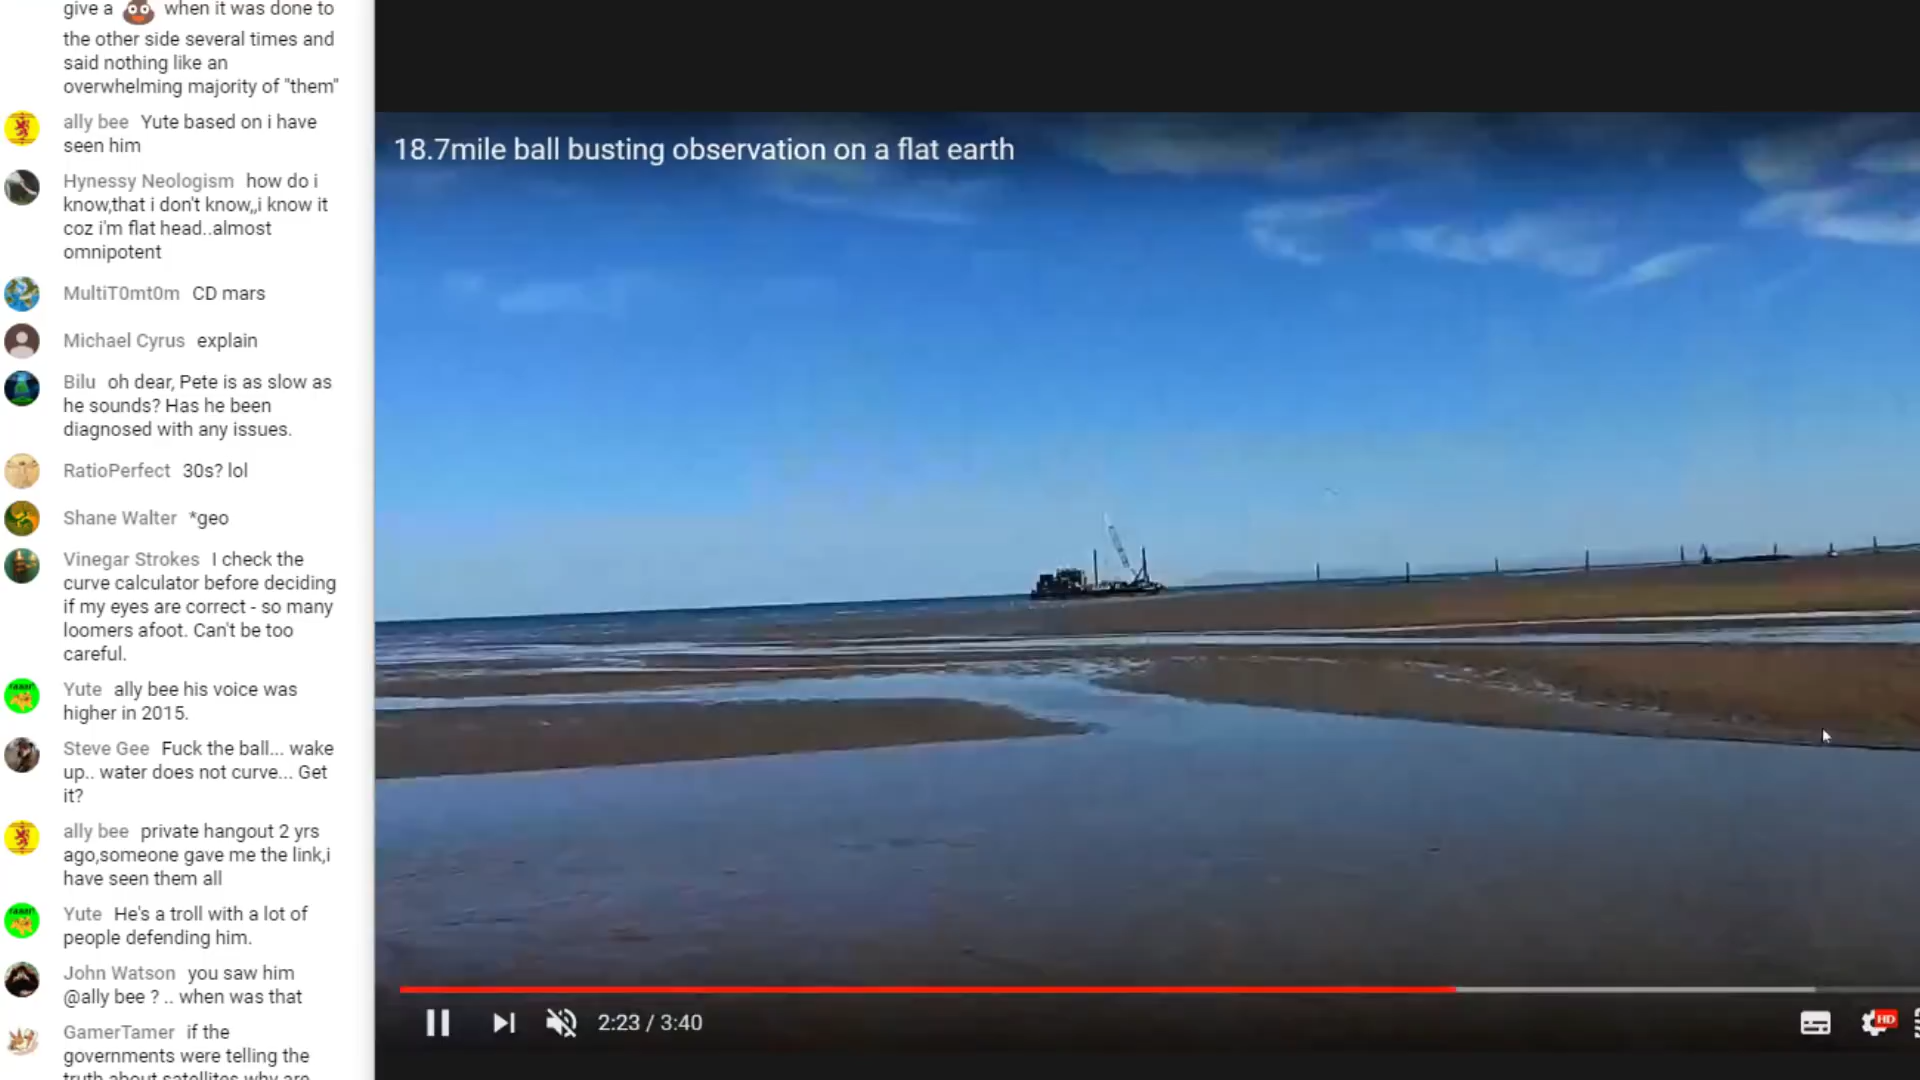 give a 💩 when it was done to
the other side several times and
said nothing like an
overwhelming majority of "them"
ally bee Yute based on i have
seen him
Hynessy Neologism how do i
know,that i don't know,,i know it
coz i'm flat head..almost
omnipotent
MultiT0mt0m CD mars
Michael Cyrus explain
Bilu oh dear, Pete is as slow as
he sounds? Has he been
diagnosed with any issues.
RatioPerfect 30s? lol
Shane Walter *geo
Vinegar Strokes I check the
curve calculator before deciding
if my eyes are correct - so many
loomers afoot. Can't be too
careful.
Yute ally bee his voice was
higher in 2015.
Steve Gee Fuck the ball... wake
up.. water does not curve... Get
it?
ally bee private hangout 2 yrs
ago,someone gave me the link,i
have seen them all
Yute He's a troll with a lot of
people defending him.
John Watson you saw him
@ally bee ? .. when was that
GamerTamer if the
governments were telling the
truth about satellites why are
18.7mile ball busting observation on a flat earth
2:23 / 3:40
HD